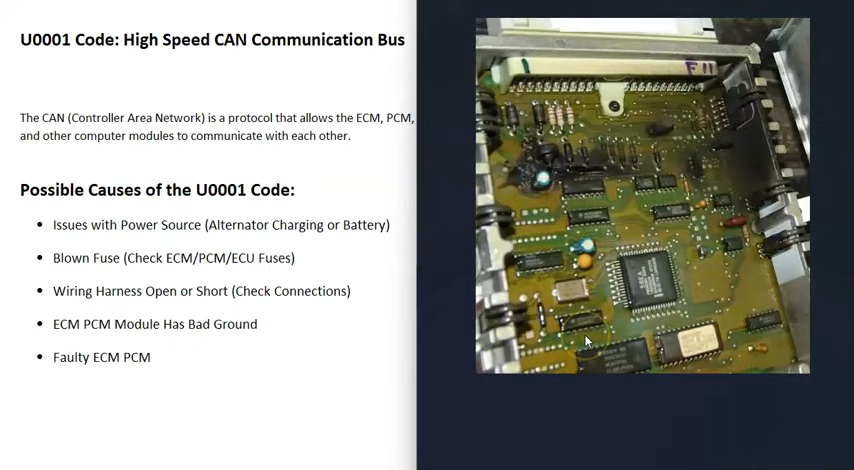 U0001 Code: High Speed CAN Communication Bus
The CAN (Controller Area Network) is a protocol that allows the ECM, PCM,
and other computer modules to communicate with each other.
Possible Causes of the U0001 Code:
Issues with Power Source (Alternator Charging or Battery)
Blown Fuse (Check ECM/PCM/ECU Fuses)
Wiring Harness Open or Short (Check Connections)
ECM PCM Module Has Bad Ground
Faulty ECM PCM